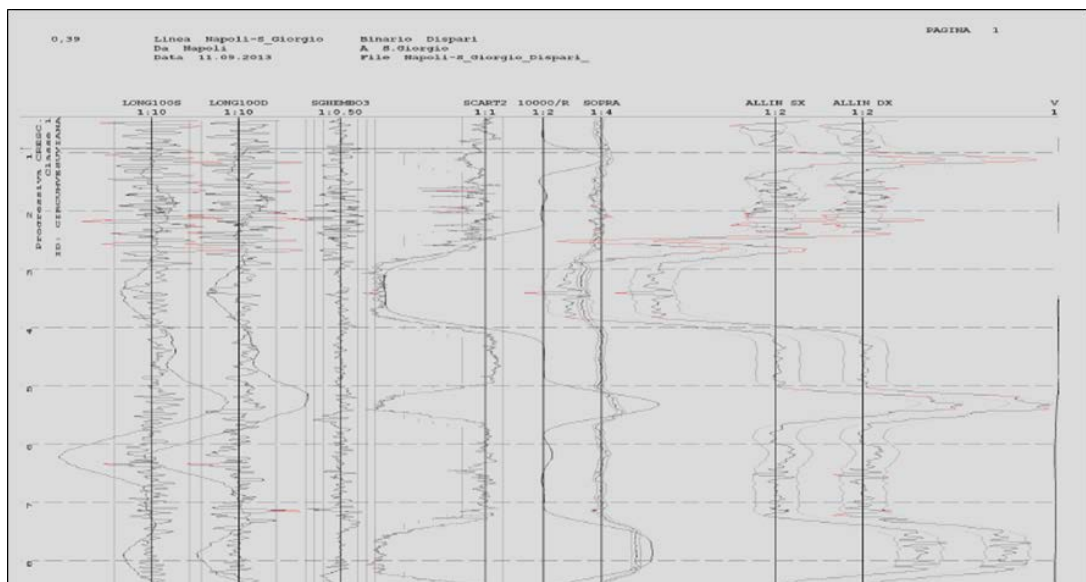 PAGINA 1
0,39 Linea Napoli-S_Giorgio Binario Dispari
Da Napoli A S.Giorgio
Data 11.09.2013 File Napoli-S_Giorgio_Dispari_
LONG100S LONG100D SGHEMBO3 SCART2 10000/R SOPRA ALLIN SX ALLIN DX V
1:10 1:10 1:0.50 1:1 1:2 1:4 1:2 1:2 1
Progressiva CRESC.
Classe 1
ID: CIRCUMVESUVIANA
1
2
3
4
5
6
7
8